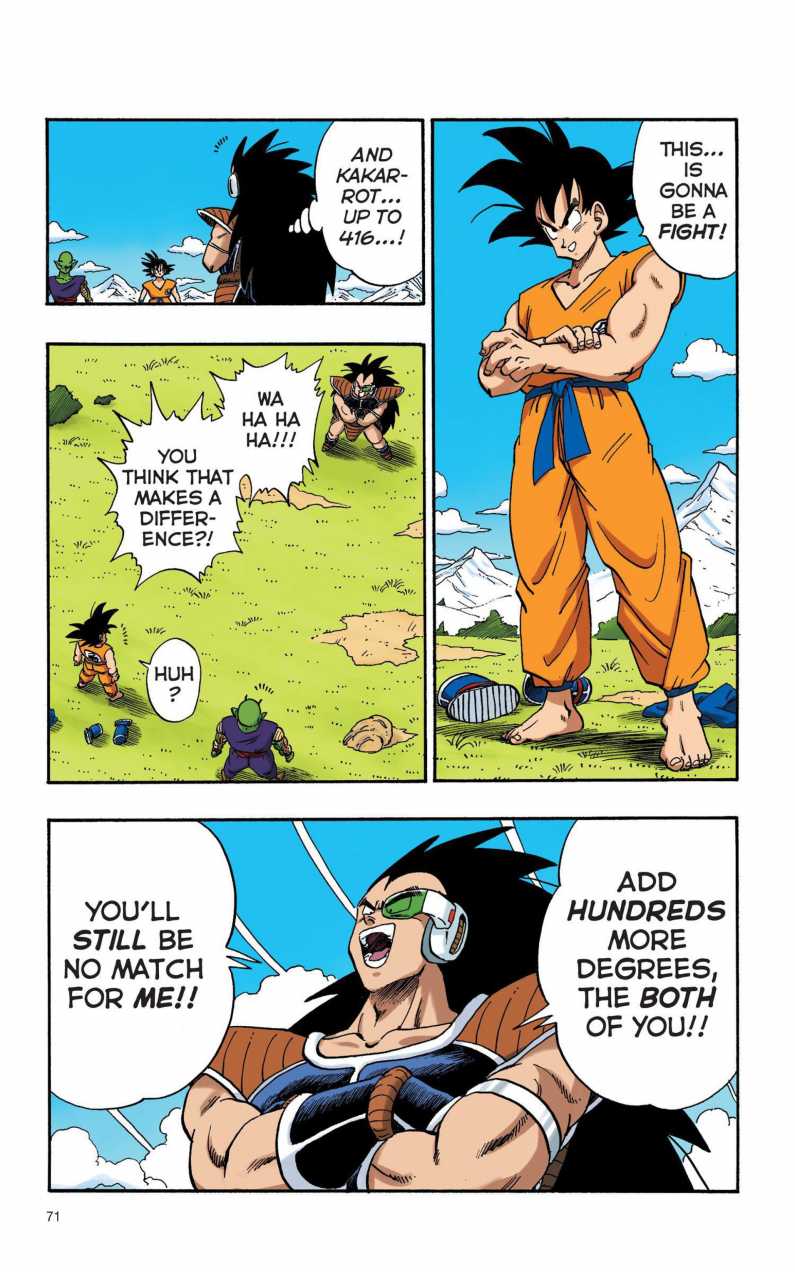 THIS...
IS
GONNA
BE A
FIGHT!
AND
KAKAR-
ROT...
UP TO
416...!
WA
HA HA
HA!!!
YOU
THINK THAT
MAKES A
DIFFER-
ENCE?!
HUH
?
ADD
HUNDREDS
MORE
DEGREES,
THE BOTH
OF YOU!!
YOU'LL
STILL BE
NO MATCH
FOR ME!!
71